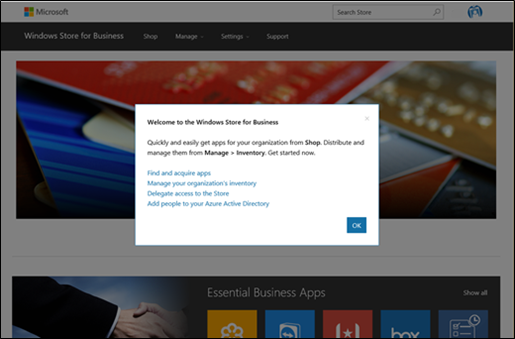 Microsoft
Search Store
Windows Store for Business
Shop
Manage
Settings
Support
Welcome to the Windows Store for Business
Quickly and easily get apps for your organization from Shop. Distribute and
manage them from Manage > Inventory. Get started now.
Find and acquire apps
Manage your organization's inventory
Delegate access to the Store
Add people to your Azure Active Directory
OK
Essential Business Apps
Show all
box